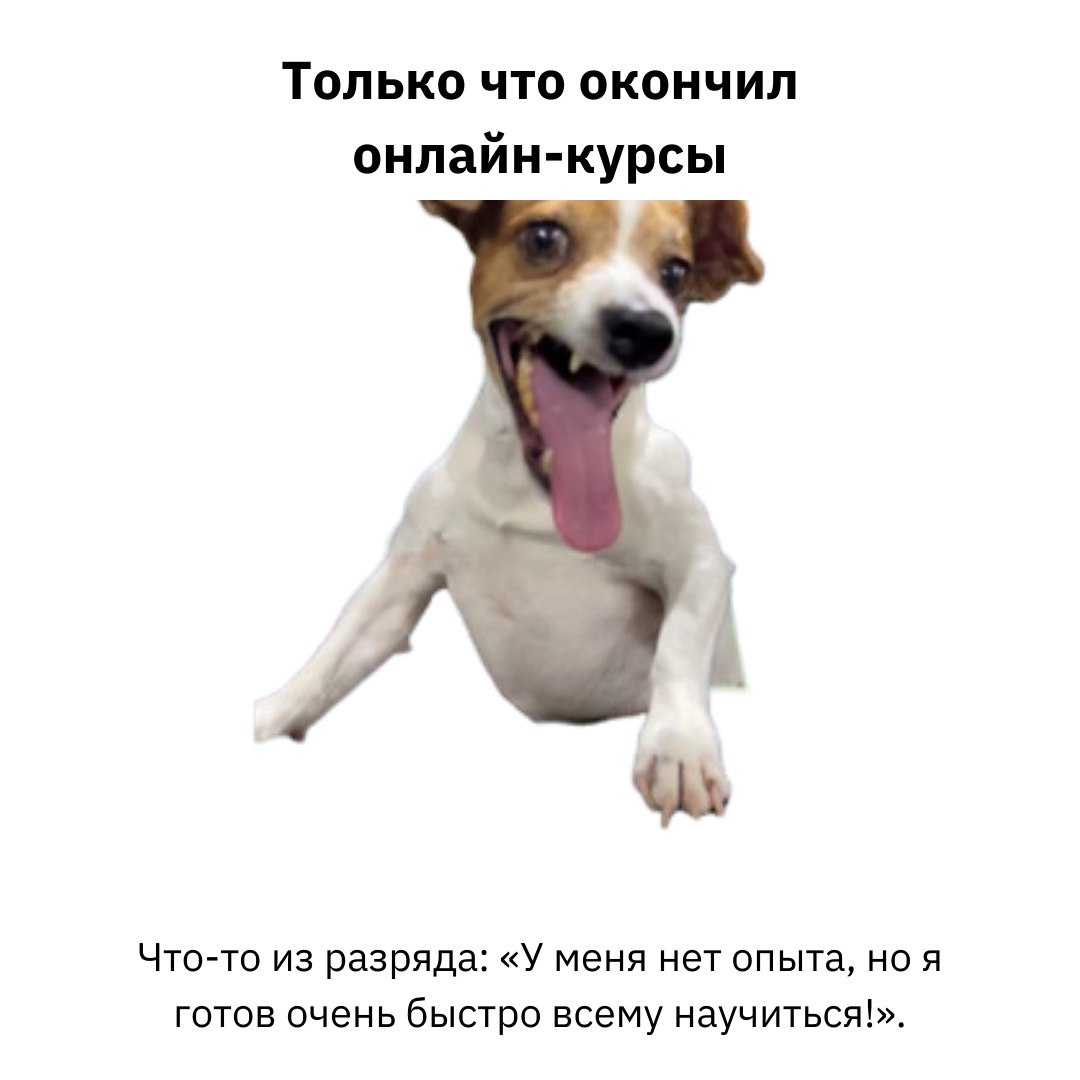 Только что окончил
онлайн-курсы
Что-то из разряда: «У меня нет опыта, но я
готов очень быстро всему научиться!».